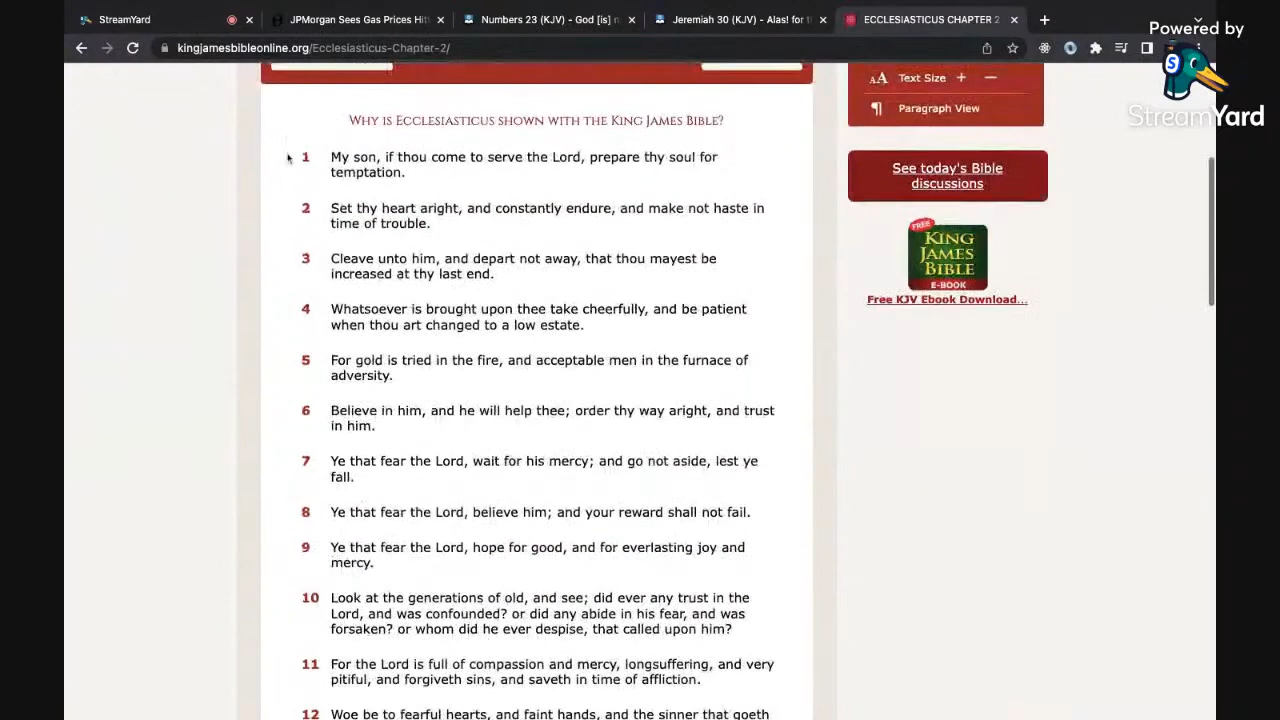 StreamYard
JPMorgan Sees Gas Prices Hit
Numbers 23 (KJV) - God [is] n
Jeremiah 30 (KJV) - Alas! for t
ECCLESIASTICUS CHAPTER 2
kingjamesbibleonline.org/Ecclesiasticus-Chapter-2/
Powered by
StreamYard
AA Text Size + −
¶ Paragraph View
See today's Bible
discussions
FREE
KING
JAMES
BIBLE
E-BOOK
Free KJV Ebook Download...
WHY IS ECCLESIASTICUS SHOWN WITH THE KING JAMES BIBLE?
1 My son, if thou come to serve the Lord, prepare thy soul for
temptation.
2 Set thy heart aright, and constantly endure, and make not haste in
time of trouble.
3 Cleave unto him, and depart not away, that thou mayest be
increased at thy last end.
4 Whatsoever is brought upon thee take cheerfully, and be patient
when thou art changed to a low estate.
5 For gold is tried in the fire, and acceptable men in the furnace of
adversity.
6 Believe in him, and he will help thee; order thy way aright, and trust
in him.
7 Ye that fear the Lord, wait for his mercy; and go not aside, lest ye
fall.
8 Ye that fear the Lord, believe him; and your reward shall not fail.
9 Ye that fear the Lord, hope for good, and for everlasting joy and
mercy.
10 Look at the generations of old, and see; did ever any trust in the
Lord, and was confounded? or did any abide in his fear, and was
forsaken? or whom did he ever despise, that called upon him?
11 For the Lord is full of compassion and mercy, longsuffering, and very
pitiful, and forgiveth sins, and saveth in time of affliction.
12 Woe be to fearful hearts, and faint hands, and the sinner that goeth